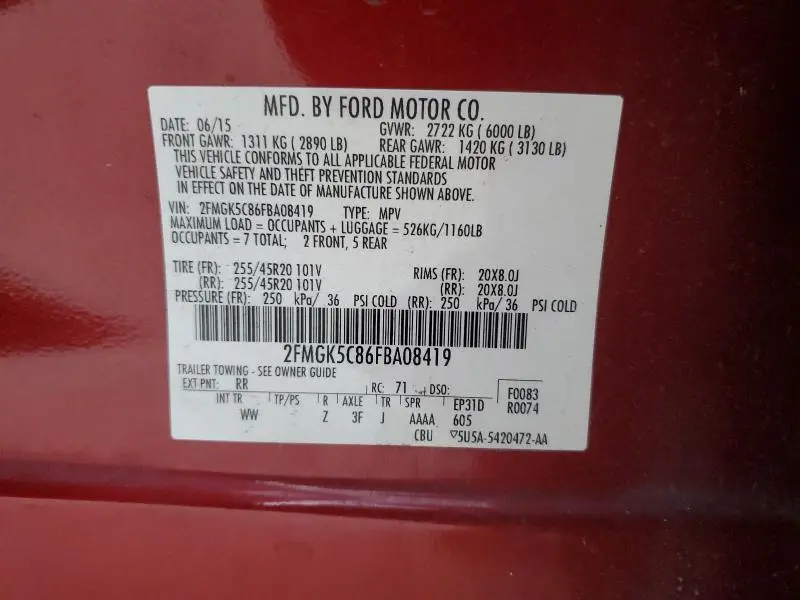 MFD. BY FORD MOTOR CO.
DATE: 06/15 GVWR: 2722 KG ( 6000 LB)
FRONT GAWR: 1311 KG ( 2890 LB) REAR GAWR: 1420 KG ( 3130 LB)
THIS VEHICLE CONFORMS TO ALL APPLICABLE FEDERAL MOTOR
VEHICLE SAFETY AND THEFT PREVENTION STANDARDS
IN EFFECT ON THE DATE OF MANUFACTURE SHOWN ABOVE.
VIN: 2FMGK5C86FBA08419 TYPE: MPV
MAXIMUM LOAD = OCCUPANTS + LUGGAGE = 526KG/1160LB
OCCUPANTS = 7 TOTAL; 2 FRONT, 5 REAR
TIRE (FR): 255/45R20 101V RIMS (FR): 20X8.0J
(RR): 255/45R20 101V (RR): 20X8.0J
PRESSURE (FR): 250 kPa/ 36 PSI COLD (RR): 250 kPa/ 36 PSI COLD
2FMGK5C86FBA08419
TRAILER TOWING - SEE OWNER GUIDE
EXT PNT: RR RC: 71 DSO: F0083
INT TR TP/PS R AXLE TR SPR EP31D R0074
WW Z 3F J AAAA 605
CBU 5U5A-5420472-AA